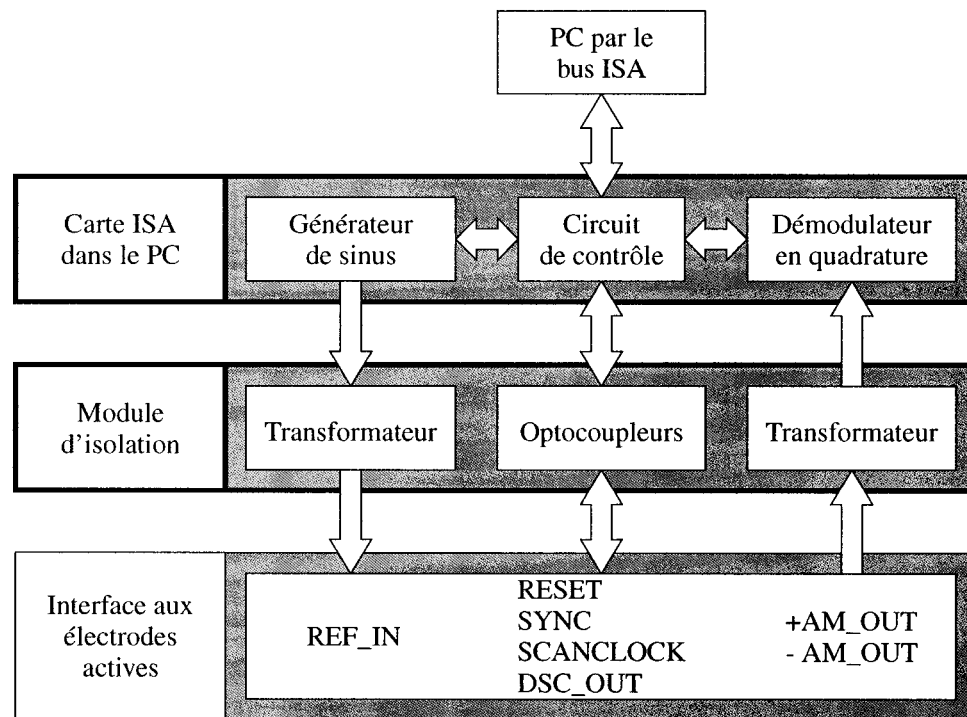 PC par le
bus ISA
Carte ISA
dans le PC
Générateur
de sinus
Circuit
de contrôle
Démodulateur
en quadrature
Module
d'isolation
Transformateur
Optocoupleurs
Transformateur
Interface aux
électrodes
actives
REF_IN
RESET
SYNC
SCANCLOCK
DSC_OUT
+AM_OUT
- AM_OUT